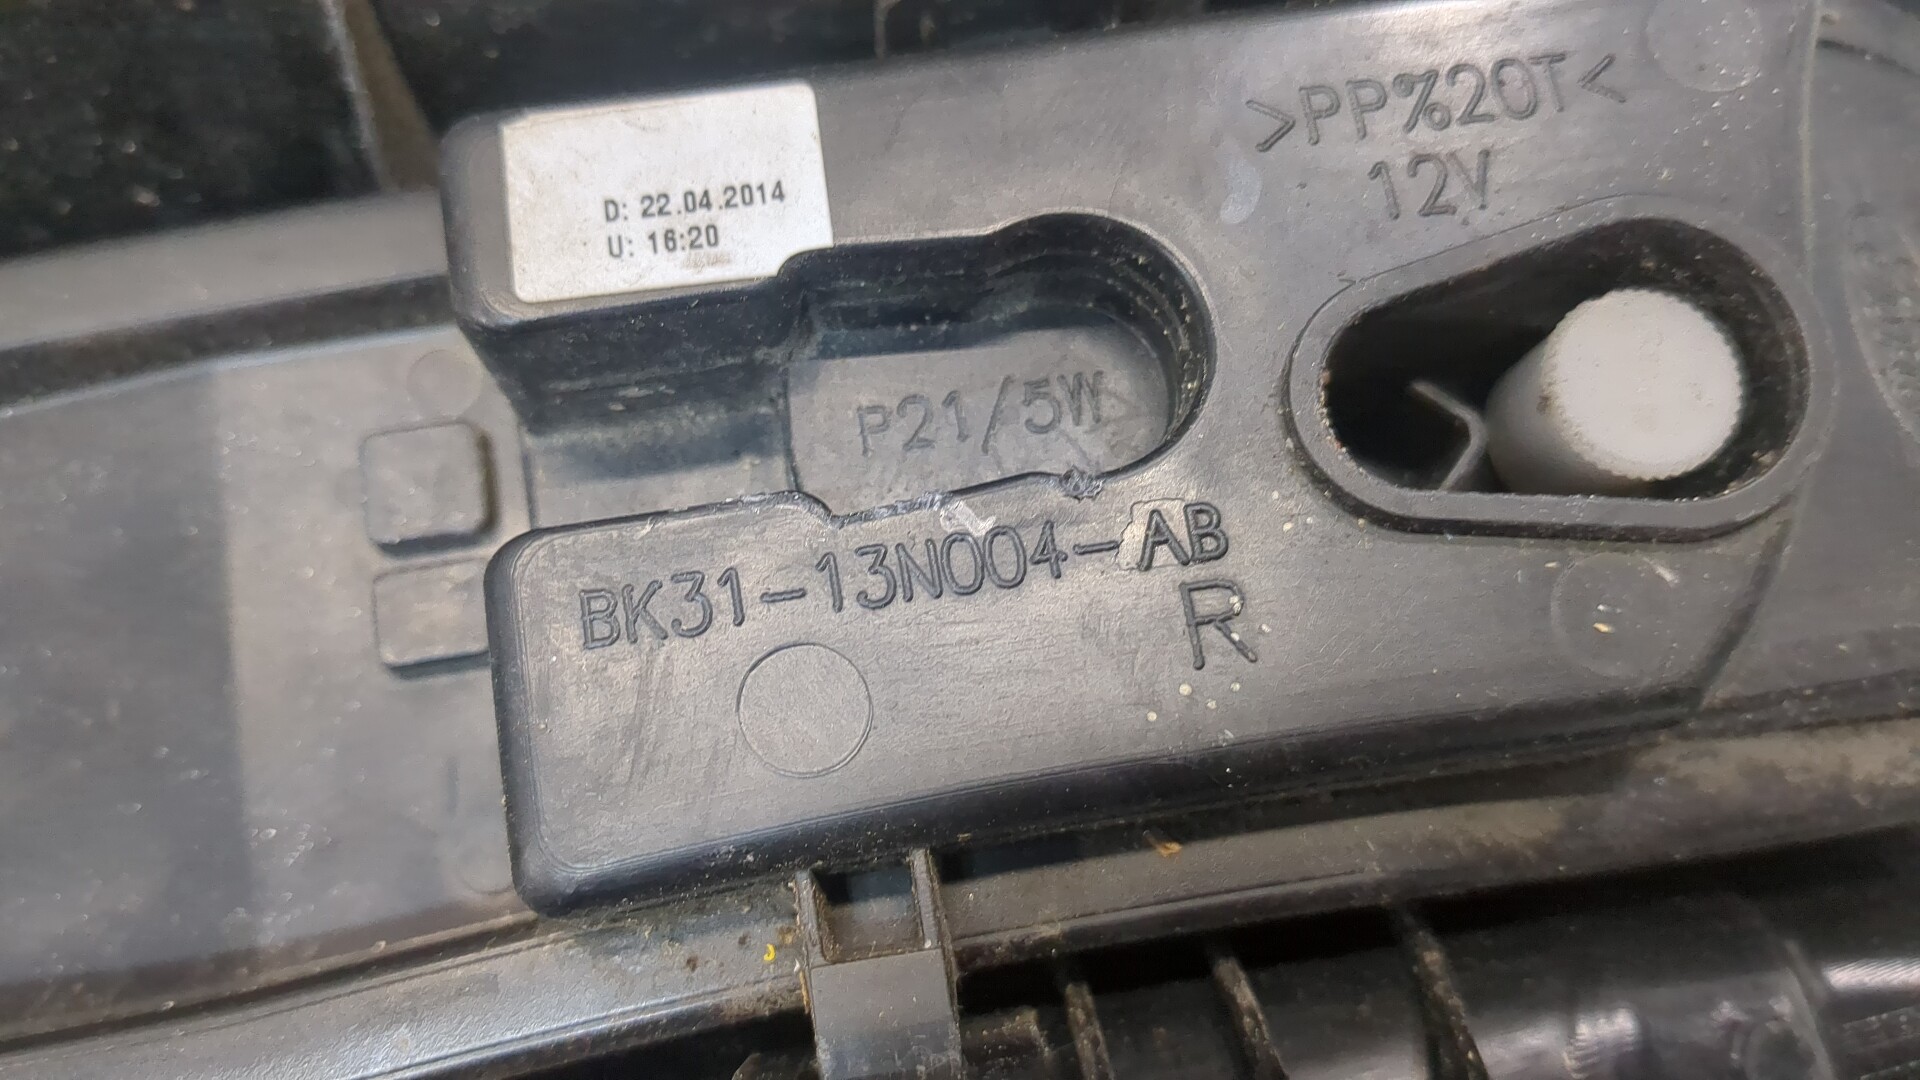 >PP%20T<
12V
D: 22.04.2014
U: 16:20
P21/5W
BK31-13N004-AB
R